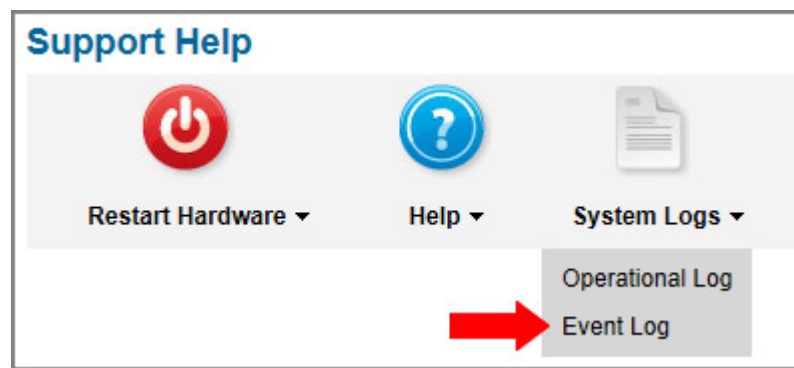 Support Help
?
Restart Hardware
Help
System Logs
Operational Log
Event Log